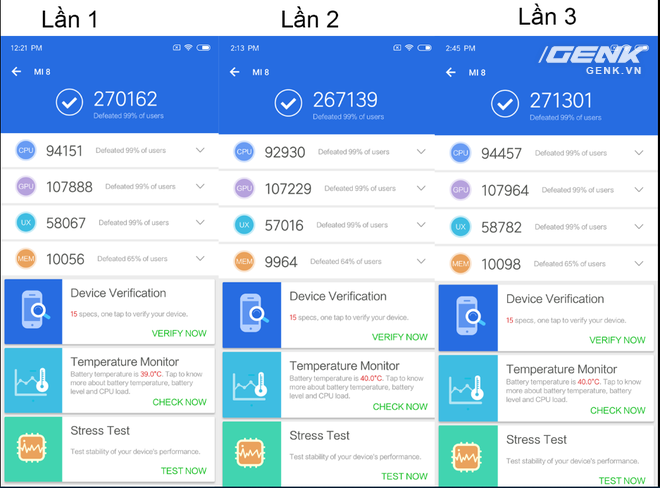 Lần 1
12:21 PM
MI 8
270162
Defeated 99% of users
CPU 94151 Defeated 99% of users
GPU 107888 Defeated 99% of users
UX 58067 Defeated 99% of users
MEM 10056 Defeated 65% of users
Device Verification
15 specs, one tap to verify your device.
VERIFY NOW
Temperature Monitor
Battery temperature is 39.0°C. Tap to know
more about battery temperature, battery
level and CPU load.
CHECK NOW
Stress Test
Test stability of your device's performance.
TEST NOW
Lần 2
2:13 PM
MI 8
267139
Defeated 99% of users
CPU 92930 Defeated 99% of users
GPU 107229 Defeated 99% of users
UX 57016 Defeated 99% of users
MEM 9964 Defeated 64% of users
Device Verification
15 specs, one tap to verify your device.
VERIFY NOW
Temperature Monitor
Battery temperature is 40.0°C. Tap to know
more about battery temperature, battery
level and CPU load.
CHECK NOW
Stress Test
Test stability of your device's performance.
TEST NOW
Lần 3
2:45 PM
GENK
GENK.VN
MI 8
271301
Defeated 99% of users
CPU 94457 Defeated 99% of users
GPU 107964 Defeated 99% of users
UX 58782 Defeated 99% of users
MEM 10098 Defeated 65% of users
Device Verification
15 specs, one tap to verify your device.
VERIFY NOW
Temperature Monitor
Battery temperature is 40.0°C. Tap to know
more about battery temperature, battery
level and CPU load.
CHECK NOW
Stress Test
Test stability of your device's performance.
TEST NOW